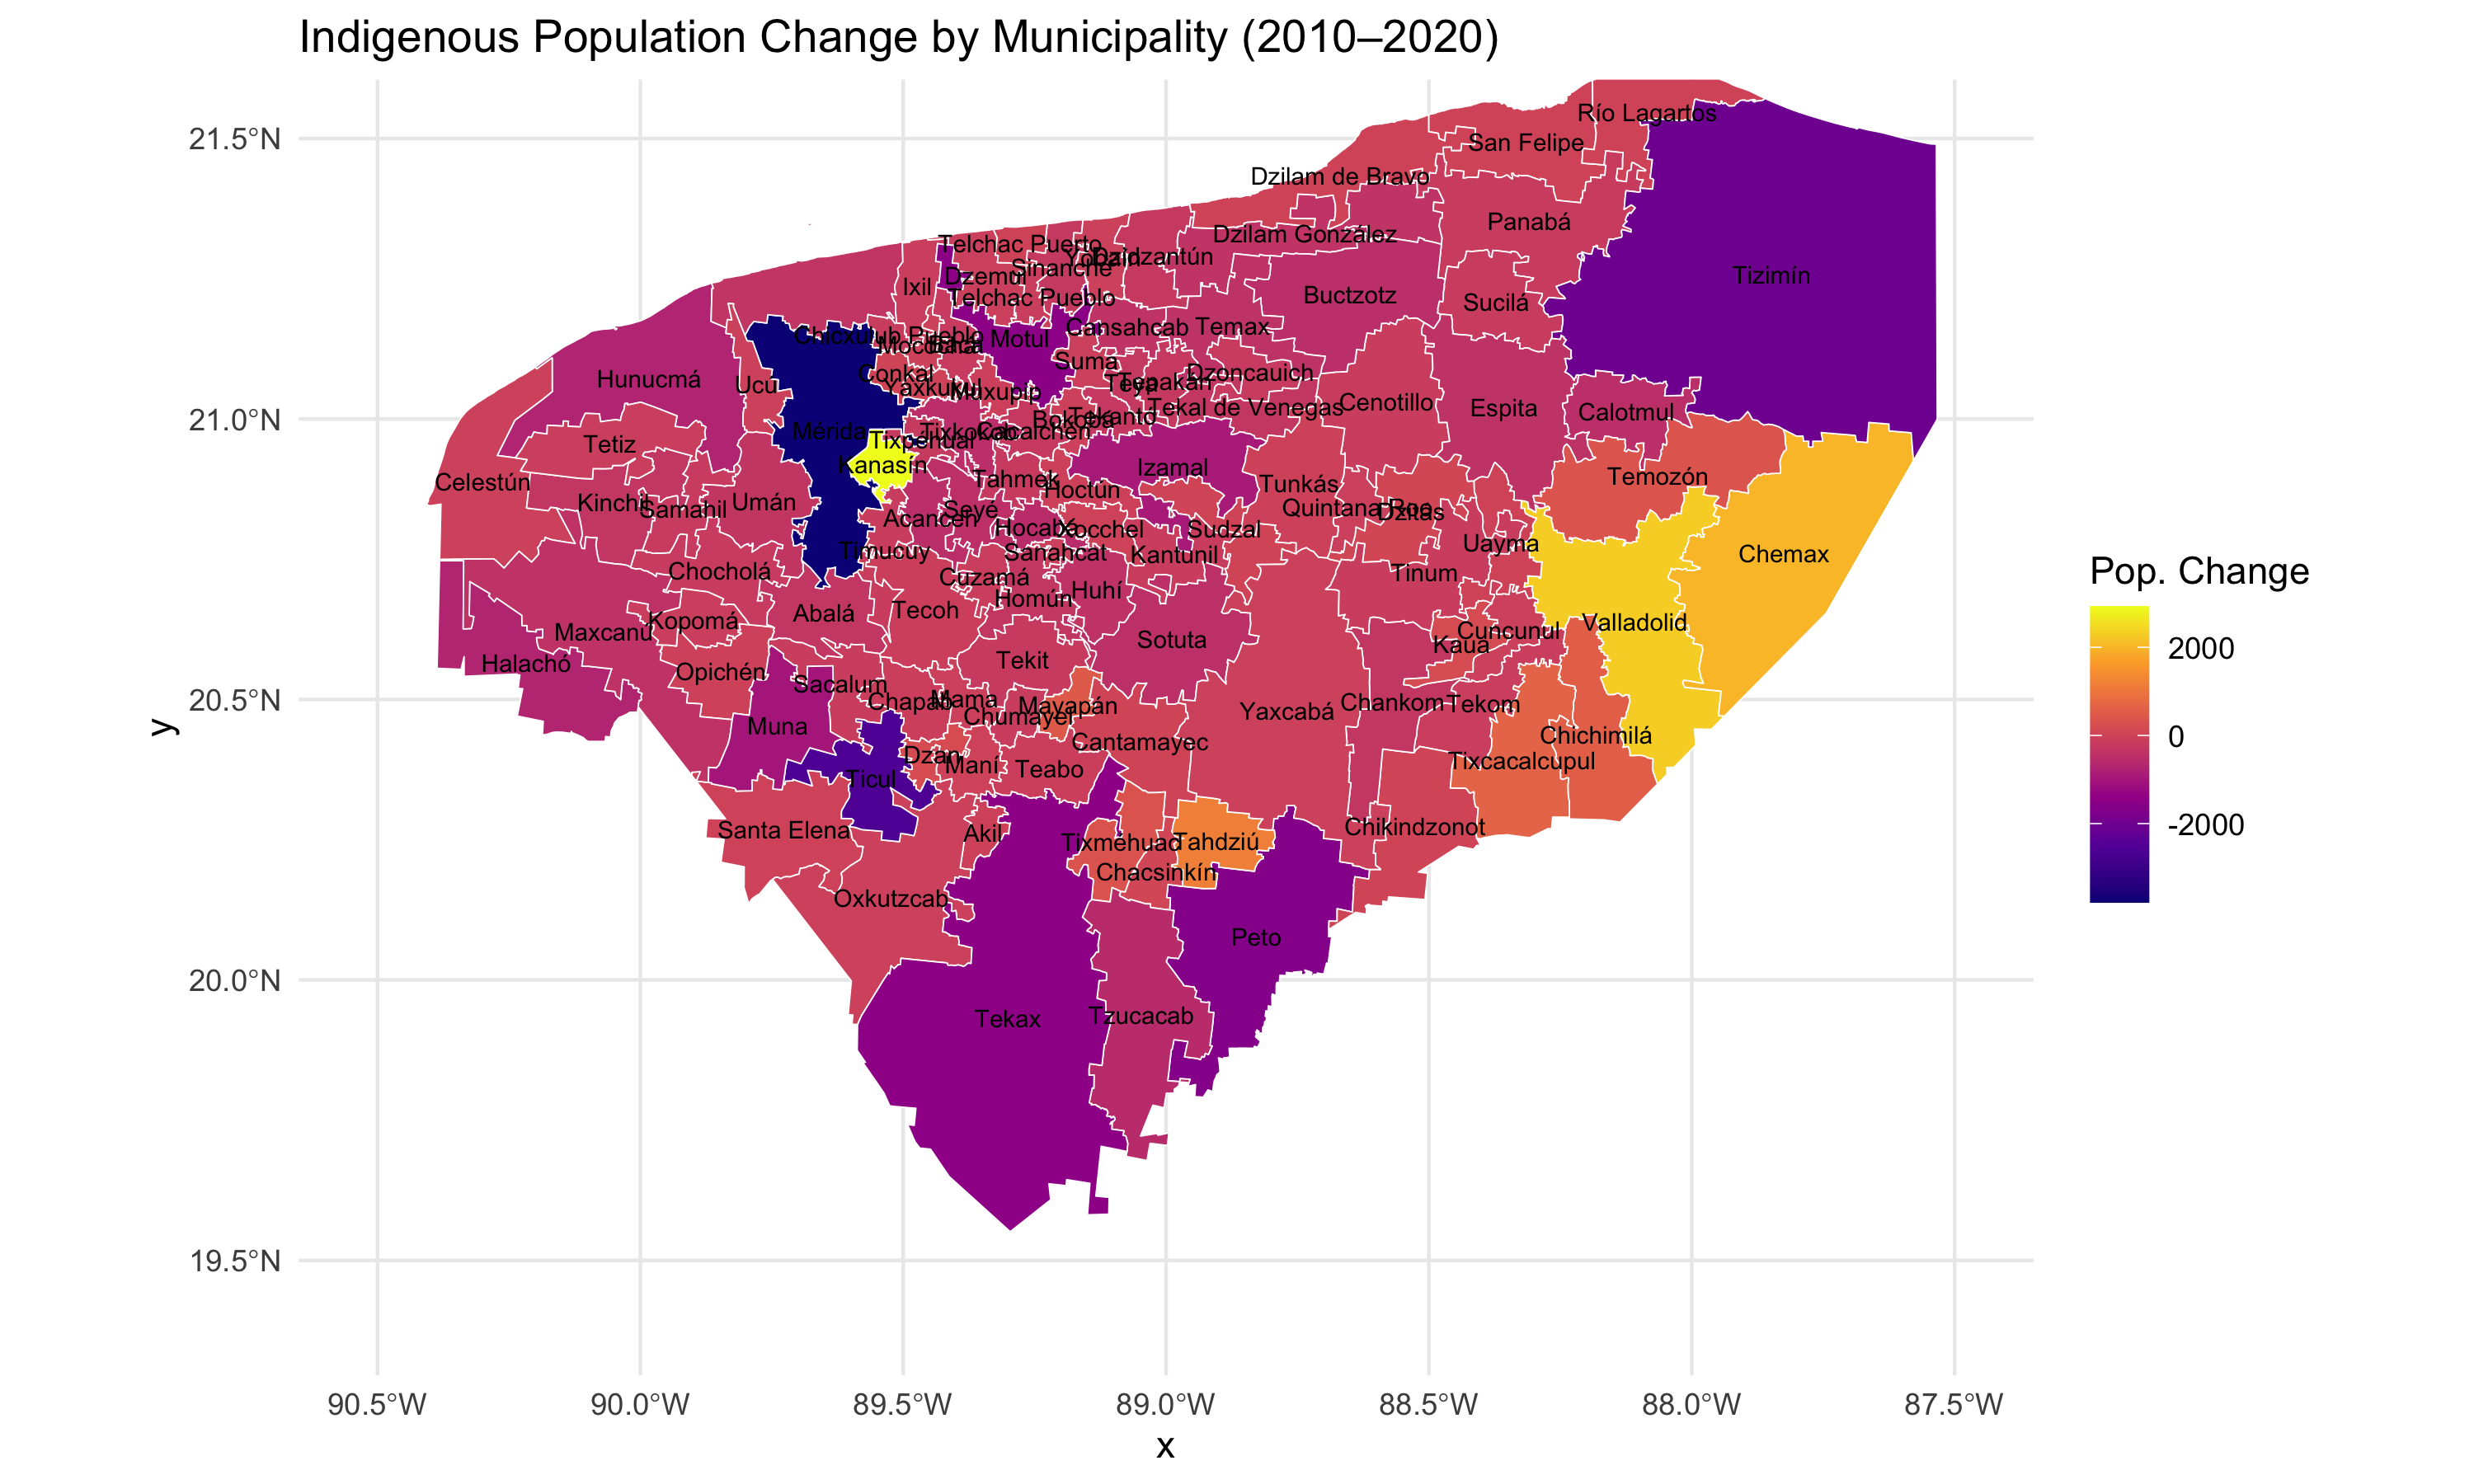 Indigenous Population Change by Municipality (2010–2020)
21.5°N
21.0°N
20.5°N
20.0°N
19.5°N
y
Río Lagartos
San Felipe
Dzilam de Bravo
Panabá
Dzilam González
Telchac Puerto
Yobaín
Dzidzantún
Sinanché
Dzemul
Tizimín
Ixil
Telchac Pueblo
Buctzotz
Sucilá
Cansahcab
Temax
Chicxulub Pueblo
Motul
Mocochá
Baca
Suma
Conkal
Dzoncauich
Hunucmá
Ucú
Yaxkukul
Muxupip
Teya
Tepakán
Cenotillo
Espita
Calotmul
Tekal de Venegas
Bokobá
Tekantó
Mérida
Tixkokob
Cacalchén
Tixpéhual
Tetiz
Kanasín
Izamal
Tahmek
Temozón
Celestún
Hoctún
Tunkás
Kinchil
Samahil
Umán
Seyé
Quintana Roo
Dzitás
Acanceh
Hocabá
Xocchel
Sudzal
Uayma
Timucuy
Sanahcat
Kantunil
Chemax
Chocholá
Cuzamá
Tinum
Huhí
Homún
Abalá
Tecoh
Kopomá
Valladolid
Maxcanú
Cuncunul
Sotuta
Kaua
Halachó
Tekit
Opichén
Sacalum
Chapab
Mama
Mayapán
Chankom
Tekom
Chumayel
Yaxcabá
Muna
Chichimilá
Cantamayec
Dzan
Maní
Teabo
Tixcacalcupul
Ticul
Santa Elena
Akil
Chikindzonot
Tixméhuac
Tahdziú
Chacsinkín
Oxkutzcab
Peto
Tekax
Tzucacab
90.5°W
90.0°W
89.5°W
89.0°W
88.5°W
88.0°W
87.5°W
x
Pop. Change
2000
0
-2000